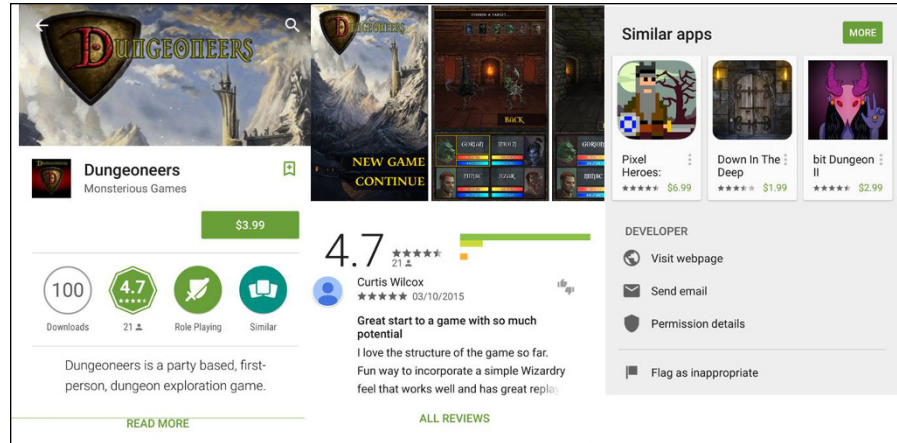 DUNGEONEERS
Dungeoneers
Monsterious Games
$3.99
100
4.7
Downloads
21
Role Playing
Similar
Dungeoneers is a party based, first-
person, dungeon exploration game.
READ MORE
DUNGEONEERS
NEW GAME
CONTINUE
CHOOSE A TARGET...
BACK
GORIAN
4.7
21
Curtis Wilcox
03/10/2015
Great start to a game with so much
potential
I love the structure of the game so far.
Fun way to incorporate a simple Wizardry
feel that works well and has great replay
ALL REVIEWS
Similar apps
MORE
Pixel
Heroes:
$6.99
Down In The
Deep
$1.99
bit Dungeon
II
$2.99
DEVELOPER
Visit webpage
Send email
Permission details
Flag as inappropriate